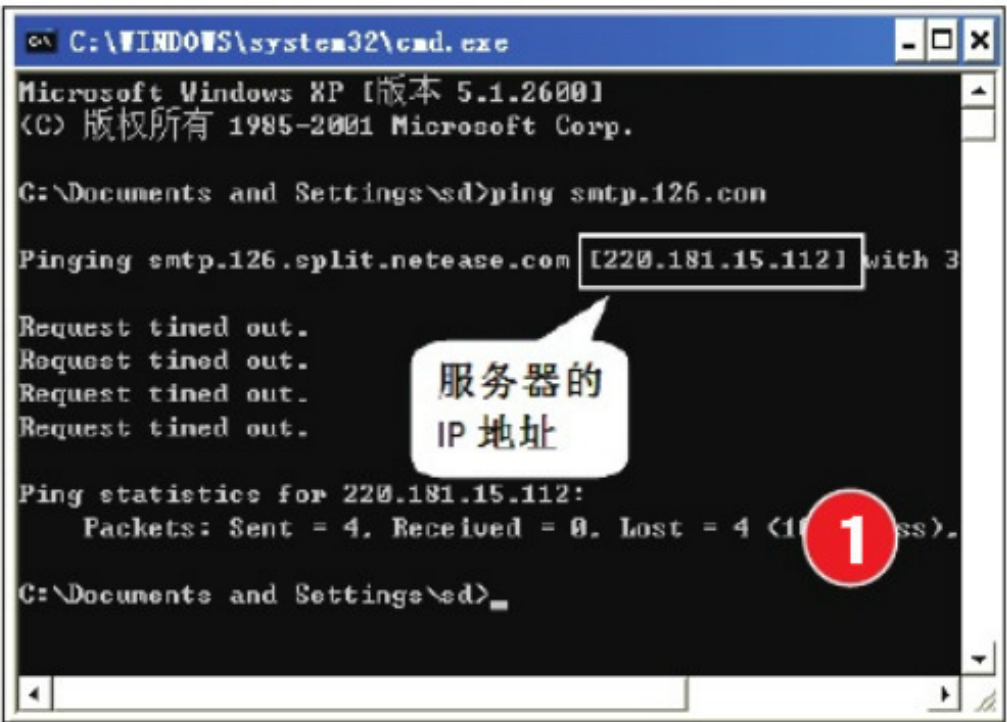 C:\WINDOWS\system32\cmd.exe
Microsoft Windows XP [版本 5.1.2600]
(C) 版权所有 1985-2001 Microsoft Corp.
C:\Documents and Settings\sd>ping smtp.126.com
Pinging smtp.126.split.netease.com [220.181.15.112] with 3
Request timed out.
Request timed out.
Request timed out.
Request timed out.
服务器的
IP 地址
Ping statistics for 220.181.15.112:
Packets: Sent = 4, Received = 0, Lost = 4 (1
ss),
1
C:\Documents and Settings\sd>_